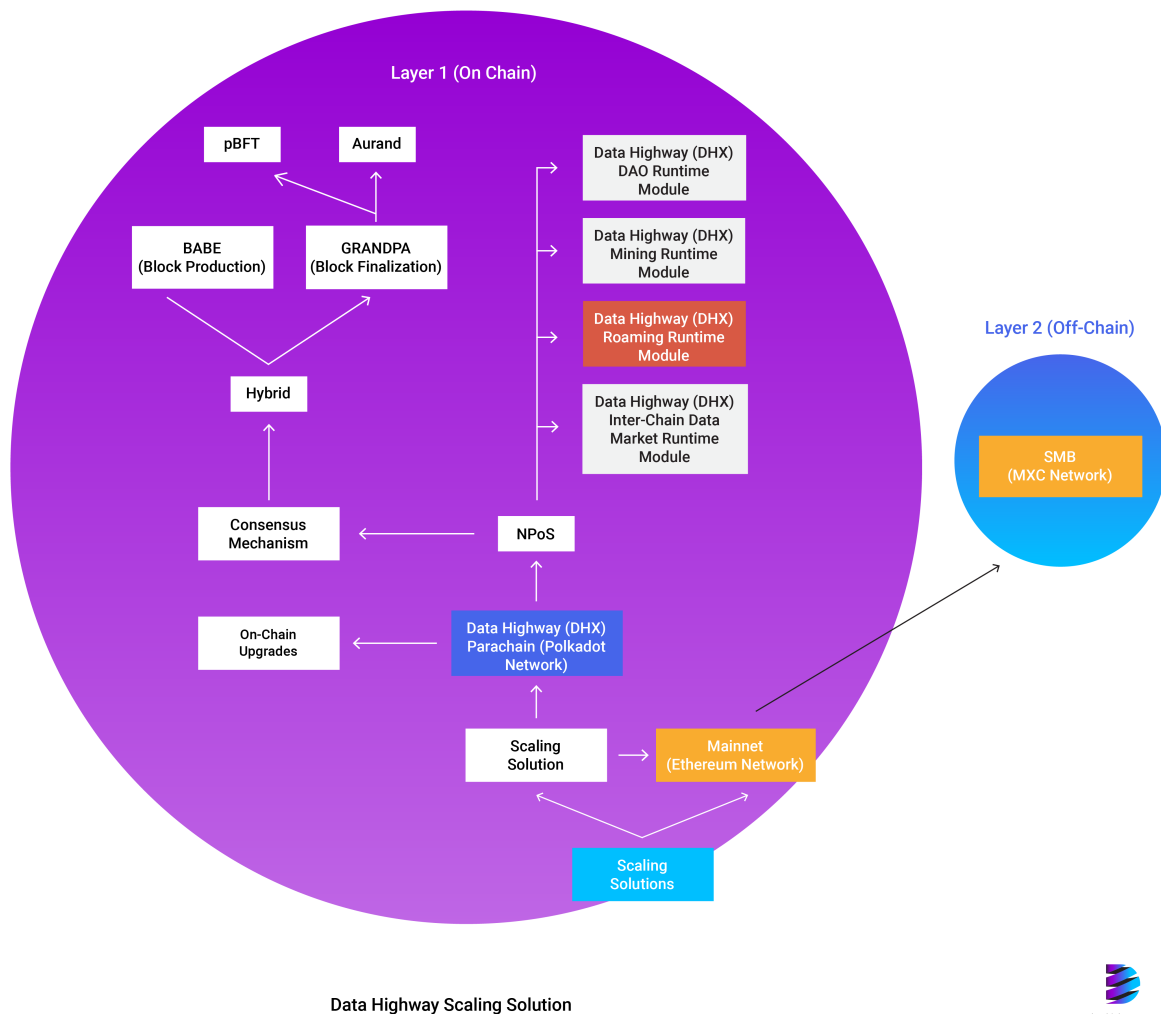 Layer 1 (On Chain)
pBFT
Aurand
Data Highway (DHX)
DAO Runtime
Module
BABE
(Block Production)
GRANDPA
(Block Finalization)
Data Highway (DHX)
Mining Runtime
Module
Data Highway (DHX)
Roaming Runtime
Module
Layer 2 (Off-Chain)
Hybrid
Data Highway (DHX)
Inter-Chain Data
Market Runtime
Module
SMB
(MXC Network)
Consensus
Mechanism
NPoS
On-Chain
Upgrades
Data Highway (DHX)
Parachain (Polkadot
Network)
Scaling
Solution
Mainnet
(Ethereum Network)
Scaling
Solutions
Data Highway Scaling Solution